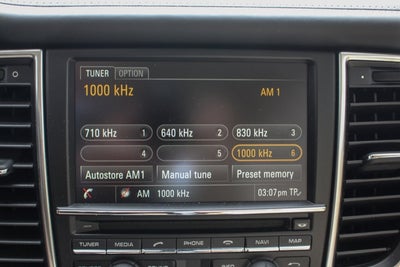 TUNER OPTION
1000 kHz AM 1
710 kHz 1 640 kHz 2 830 kHz 3
4 5 1000 kHz 6
Autostore AM1 Manual tune Preset memory
AM 1000 kHz 03:07 pm TP
TUNER MEDIA PHONE NAVI MAP